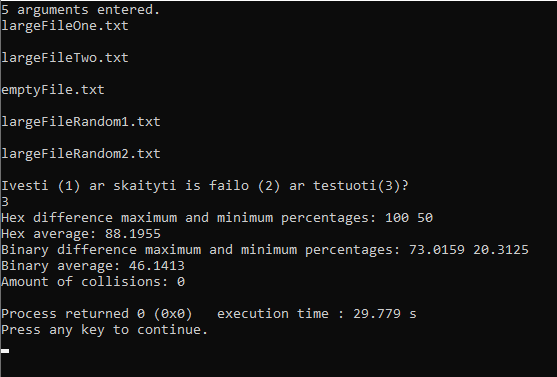 5 arguments entered.
largeFileOne.txt
largeFileTwo.txt
emptyFile.txt
largeFileRandom1.txt
largeFileRandom2.txt
Ivesti (1) ar skaityti is failo (2) ar testuoti(3)?
3
Hex difference maximum and minimum percentages: 100 50
Hex average: 88.1955
Binary difference maximum and minimum percentages: 73.0159 20.3125
Binary average: 46.1413
Amount of collisions: 0
Process returned 0 (0x0)   execution time : 29.779 s
Press any key to continue.